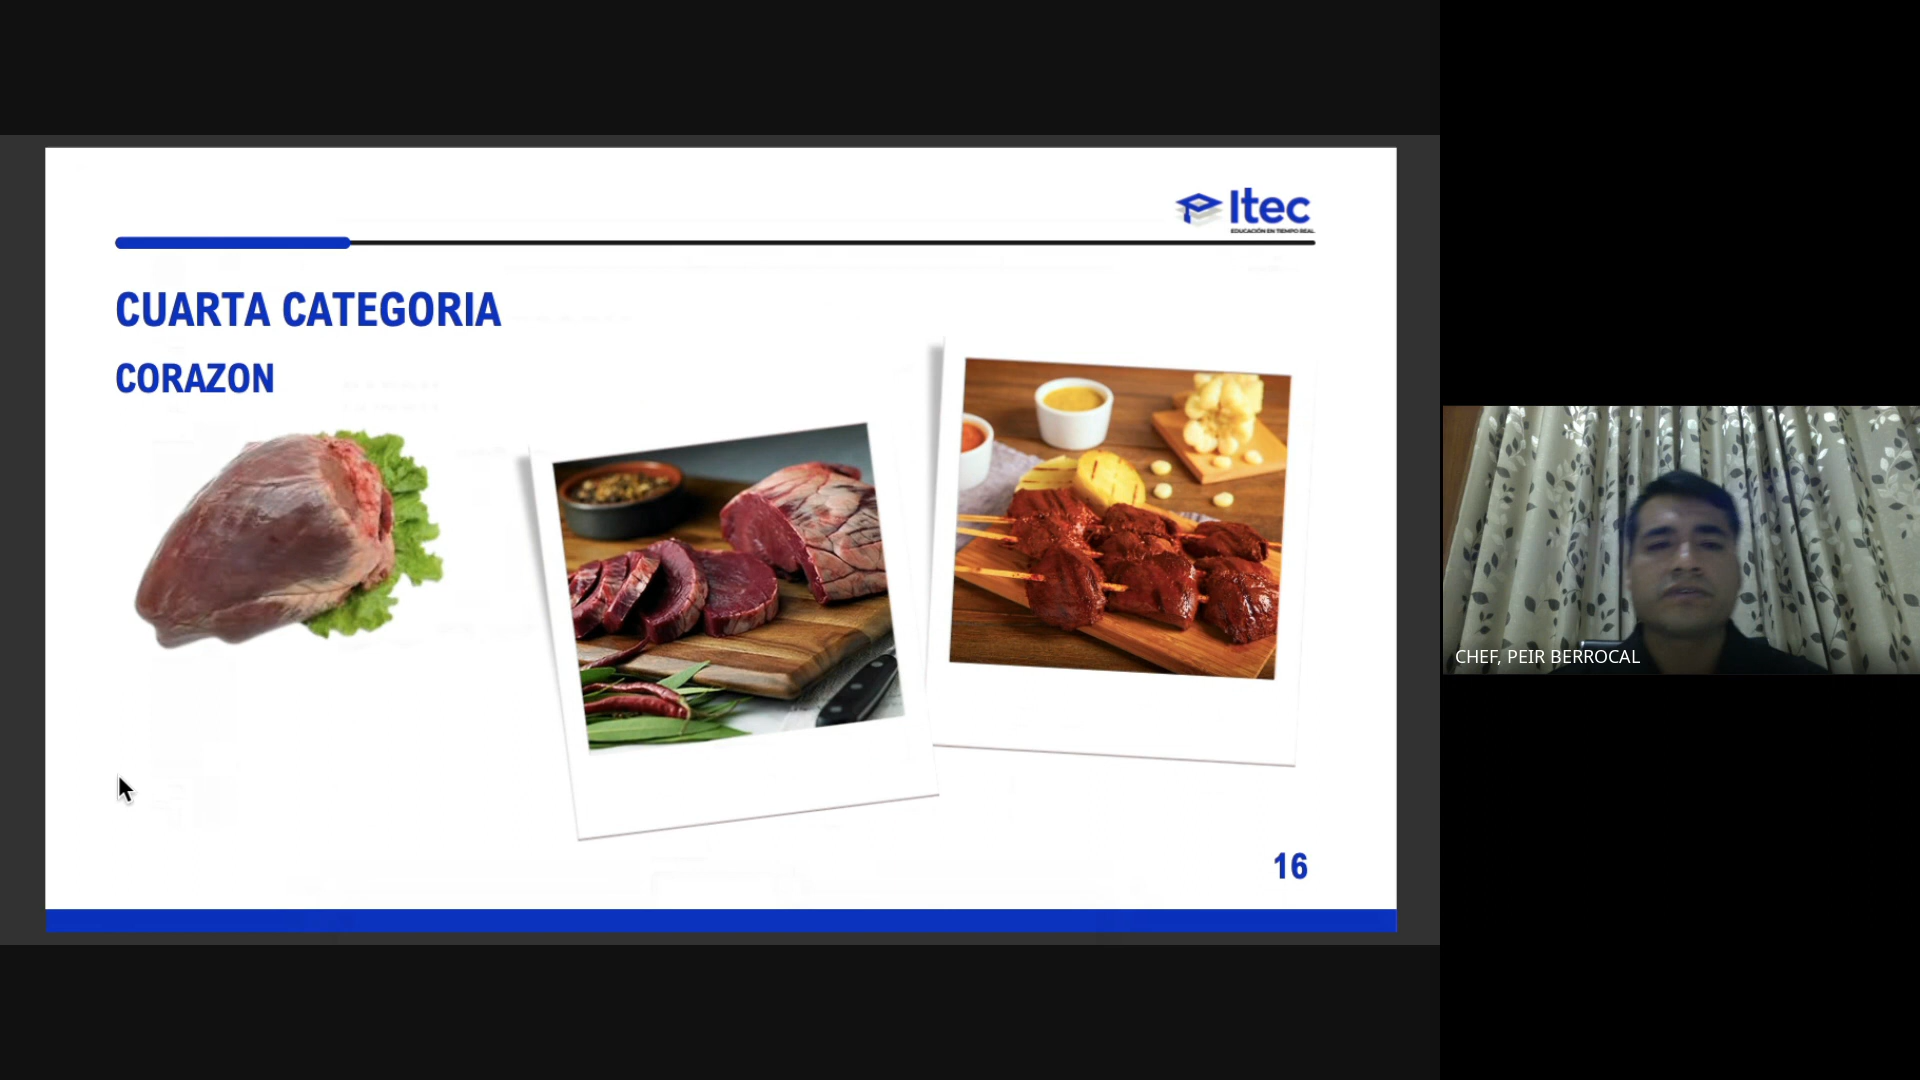 Itec
EDUCACIÓN EN TIEMPO REAL
CUARTA CATEGORIA
CORAZON
16
CHEF, PEIR BERROCAL